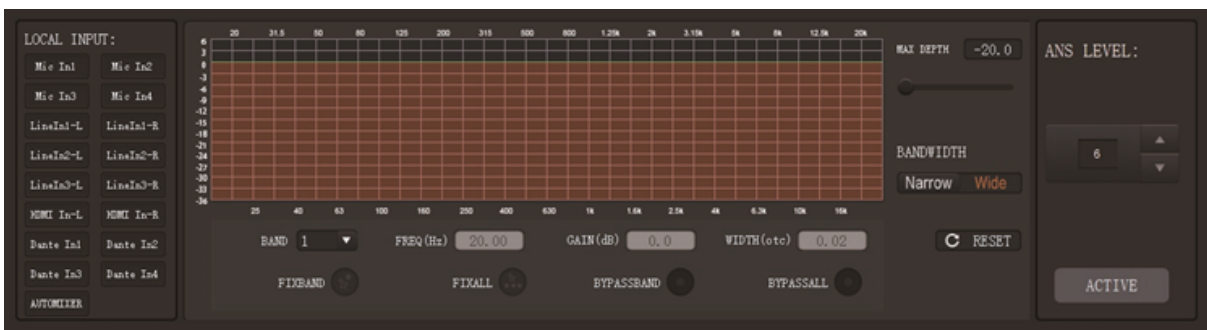 LOCAL INPUT:
Mic In1 Mic In2
Mic In3 Mic In4
LineIn1-L LineIn1-R
LineIn2-L LineIn2-R
LineIn3-L LineIn3-R
HDMI In-L HDMI In-R
Dante In1 Dante In2
Dante In3 Dante In4
AUTOMIXER
20 31.5 50 80 125 200 315 500 800 1.25k 2k 3.15k 5k 8k 12.5k 20k
6
3
0
-3
-6
-9
-12
-15
-18
-21
-24
-27
-30
-33
-36
25 40 63 100 160 250 400 630 1k 1.6k 2.5k 4k 6.3k 10k 16k
BAND 1 FREQ(Hz) 20.00 GAIN(dB) 0.0 WIDTH(otc) 0.02
FIXBAND FIXALL BYPASSBAND BYPASSALL
MAX DEPTH -20.0
BANDWIDTH
Narrow Wide
RESET
ANS LEVEL:
6
ACTIVE